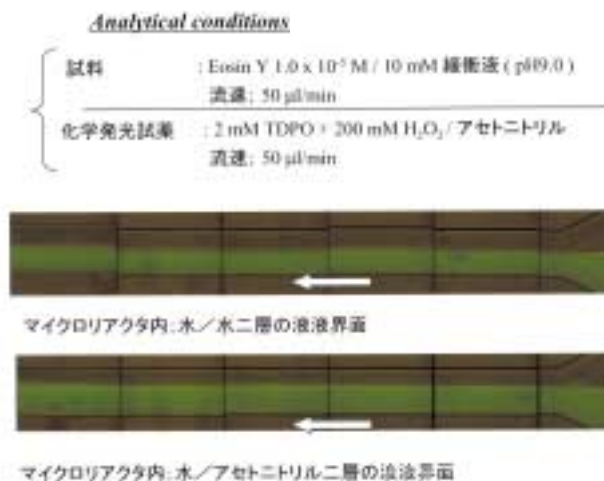 Analytical conditions
試料 : Eosin Y 1.0 x 10⁻⁵ M / 10 mM 緩衝液 ( pH9.0 )
流速; 50 µl/min
化学発光試薬 : 2 mM TDPO + 200 mM H₂O₂ / アセトニトリル
流速; 50 µl/min
マイクロリアクタ内:水/水二層の液液界面
マイクロリアクタ内:水/アセトニトリル二層の液液界面